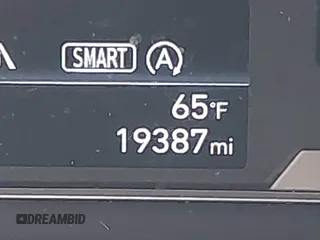 SMART A
65°F
19387 mi
DREAMBID